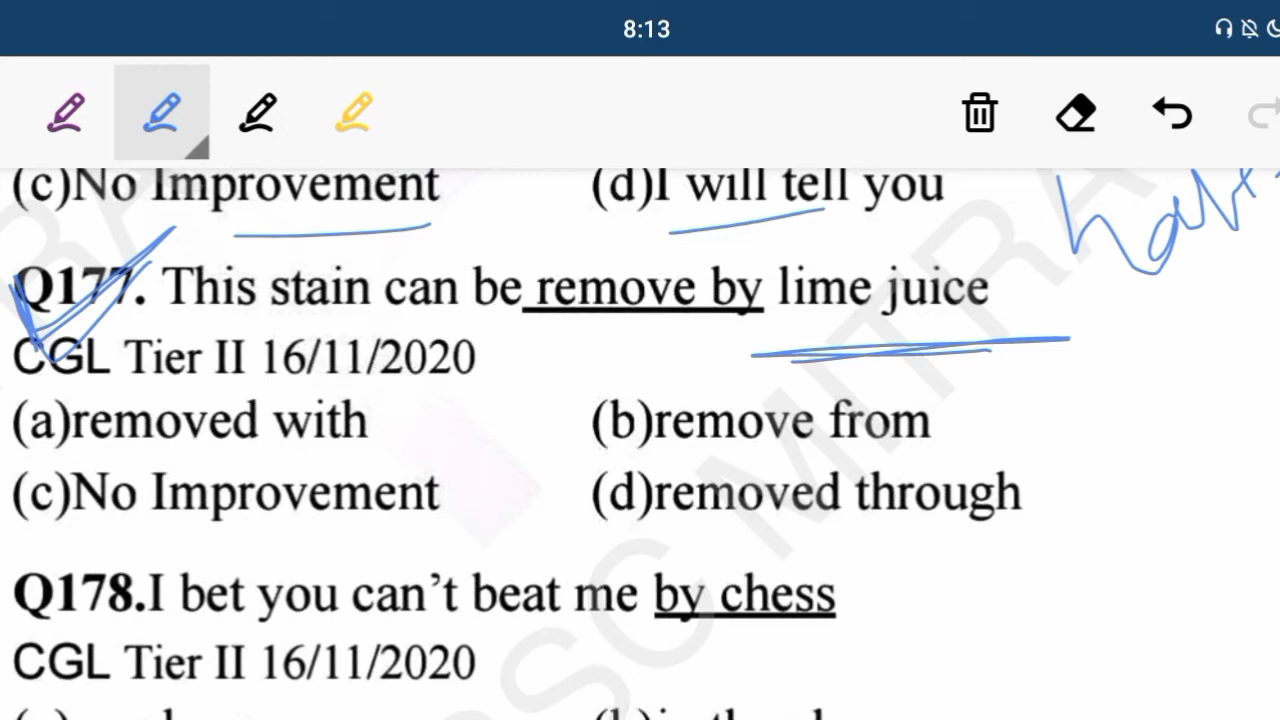 8:13
(c)No Improvement (d)I will tell you
Q177. This stain can be remove by lime juice
CGL Tier II 16/11/2020
(a)removed with (b)remove from
(c)No Improvement (d)removed through
Q178.I bet you can't beat me by chess
CGL Tier II 16/11/2020